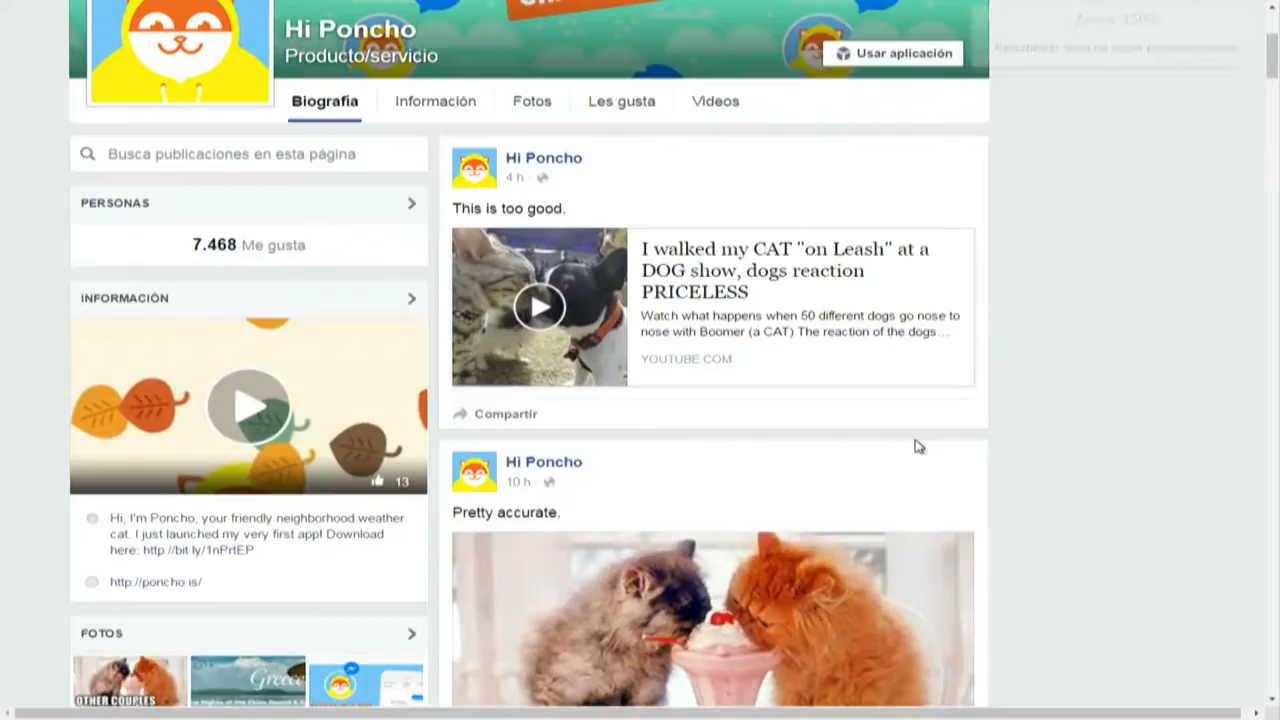 Hi Poncho
Producto/servicio
Usar aplicación
Biografía
Información
Fotos
Les gusta
Videos
Busca publicaciones en esta página
PERSONAS
7.468 Me gusta
INFORMACIÓN
13
Hi, I'm Poncho, your friendly neighborhood weather
cat. I just launched my very first app! Download
here: http://bit.ly/1nPrtEP
http://poncho is/
FOTOS
OTHER COUPLES
Greece
Hi Poncho
4 h
This is too good.
I walked my CAT "on Leash" at a
DOG show, dogs reaction
PRICELESS
Watch what happens when 50 different dogs go nose to
nose with Boomer (a CAT) The reaction of the dogs…
YOUTUBE.COM
Compartir
Hi Poncho
10 h
Pretty accurate.